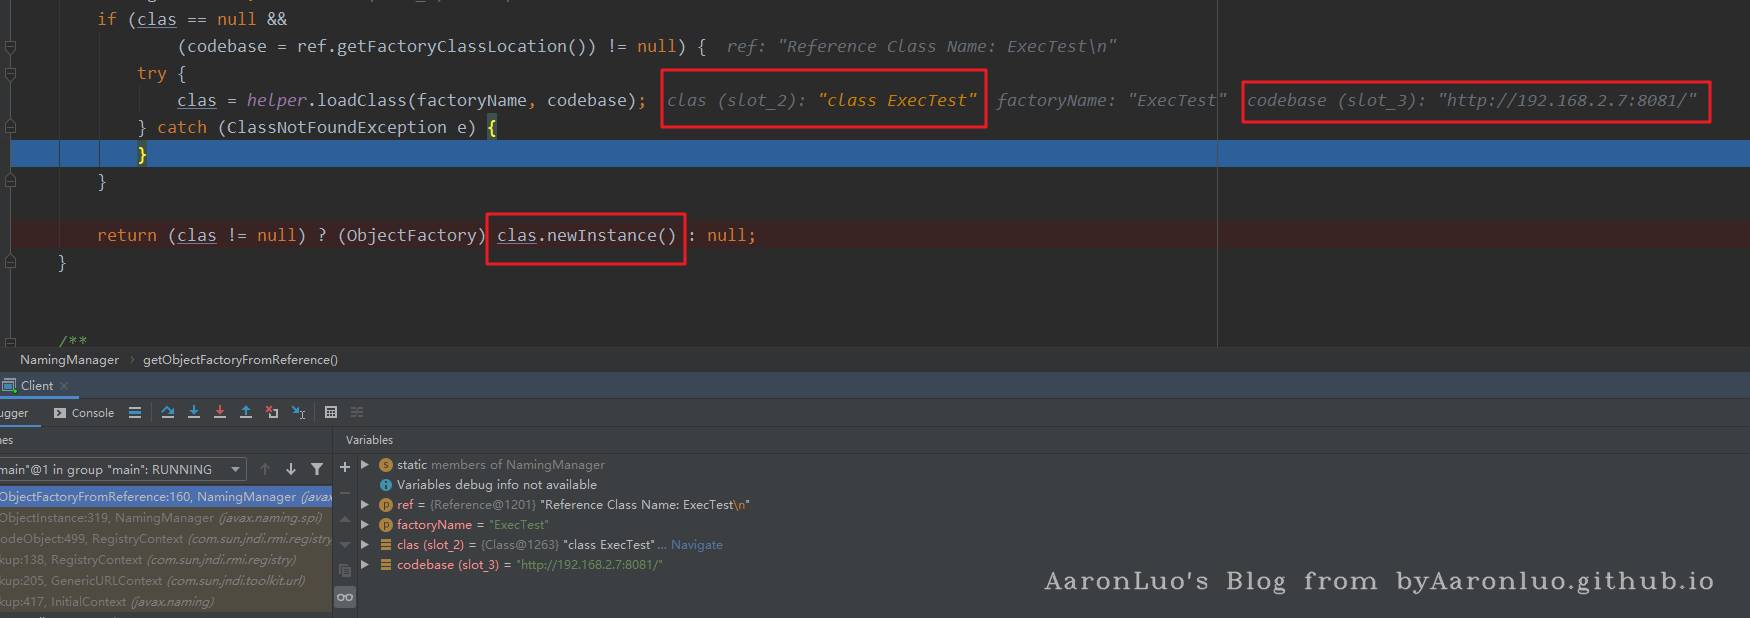 if (clas == null &&
(codebase = ref.getFactoryClassLocation()) != null) { ref: "Reference Class Name: ExecTest\n"
try {
clas = helper.loadClass(factoryName, codebase); clas (slot_2): "class ExecTest" factoryName: "ExecTest" codebase (slot_3): "http://192.168.2.7:8081/"
} catch (ClassNotFoundException e) {
}
}
return (clas != null) ? (ObjectFactory) clas.newInstance() : null;
}
/**
NamingManager › getObjectFactoryFromReference()
Client ×
ugger Console
nes Variables
main"@1 in group "main": RUNNING
static members of NamingManager
Variables debug info not available
ObjectFactoryFromReference:160, NamingManager (javax
ref = {Reference@1201} "Reference Class Name: ExecTest\n"
ObjectInstance:319, NamingManager (javax.naming.spi)
factoryName = "ExecTest"
odeObject:499, RegistryContext (com.sun.jndi.rmi.registry
clas (slot_2) = {Class@1263} "class ExecTest"... Navigate
kup:138, RegistryContext (com.sun.jndi.rmi.registry)
codebase (slot_3) = "http://192.168.2.7:8081/"
kup:205, GenericURLContext (com.sun.jndi.toolkit.url)
kup:417, InitialContext (javax.naming)
AaronLuo's Blog from byAaronluo.github.io